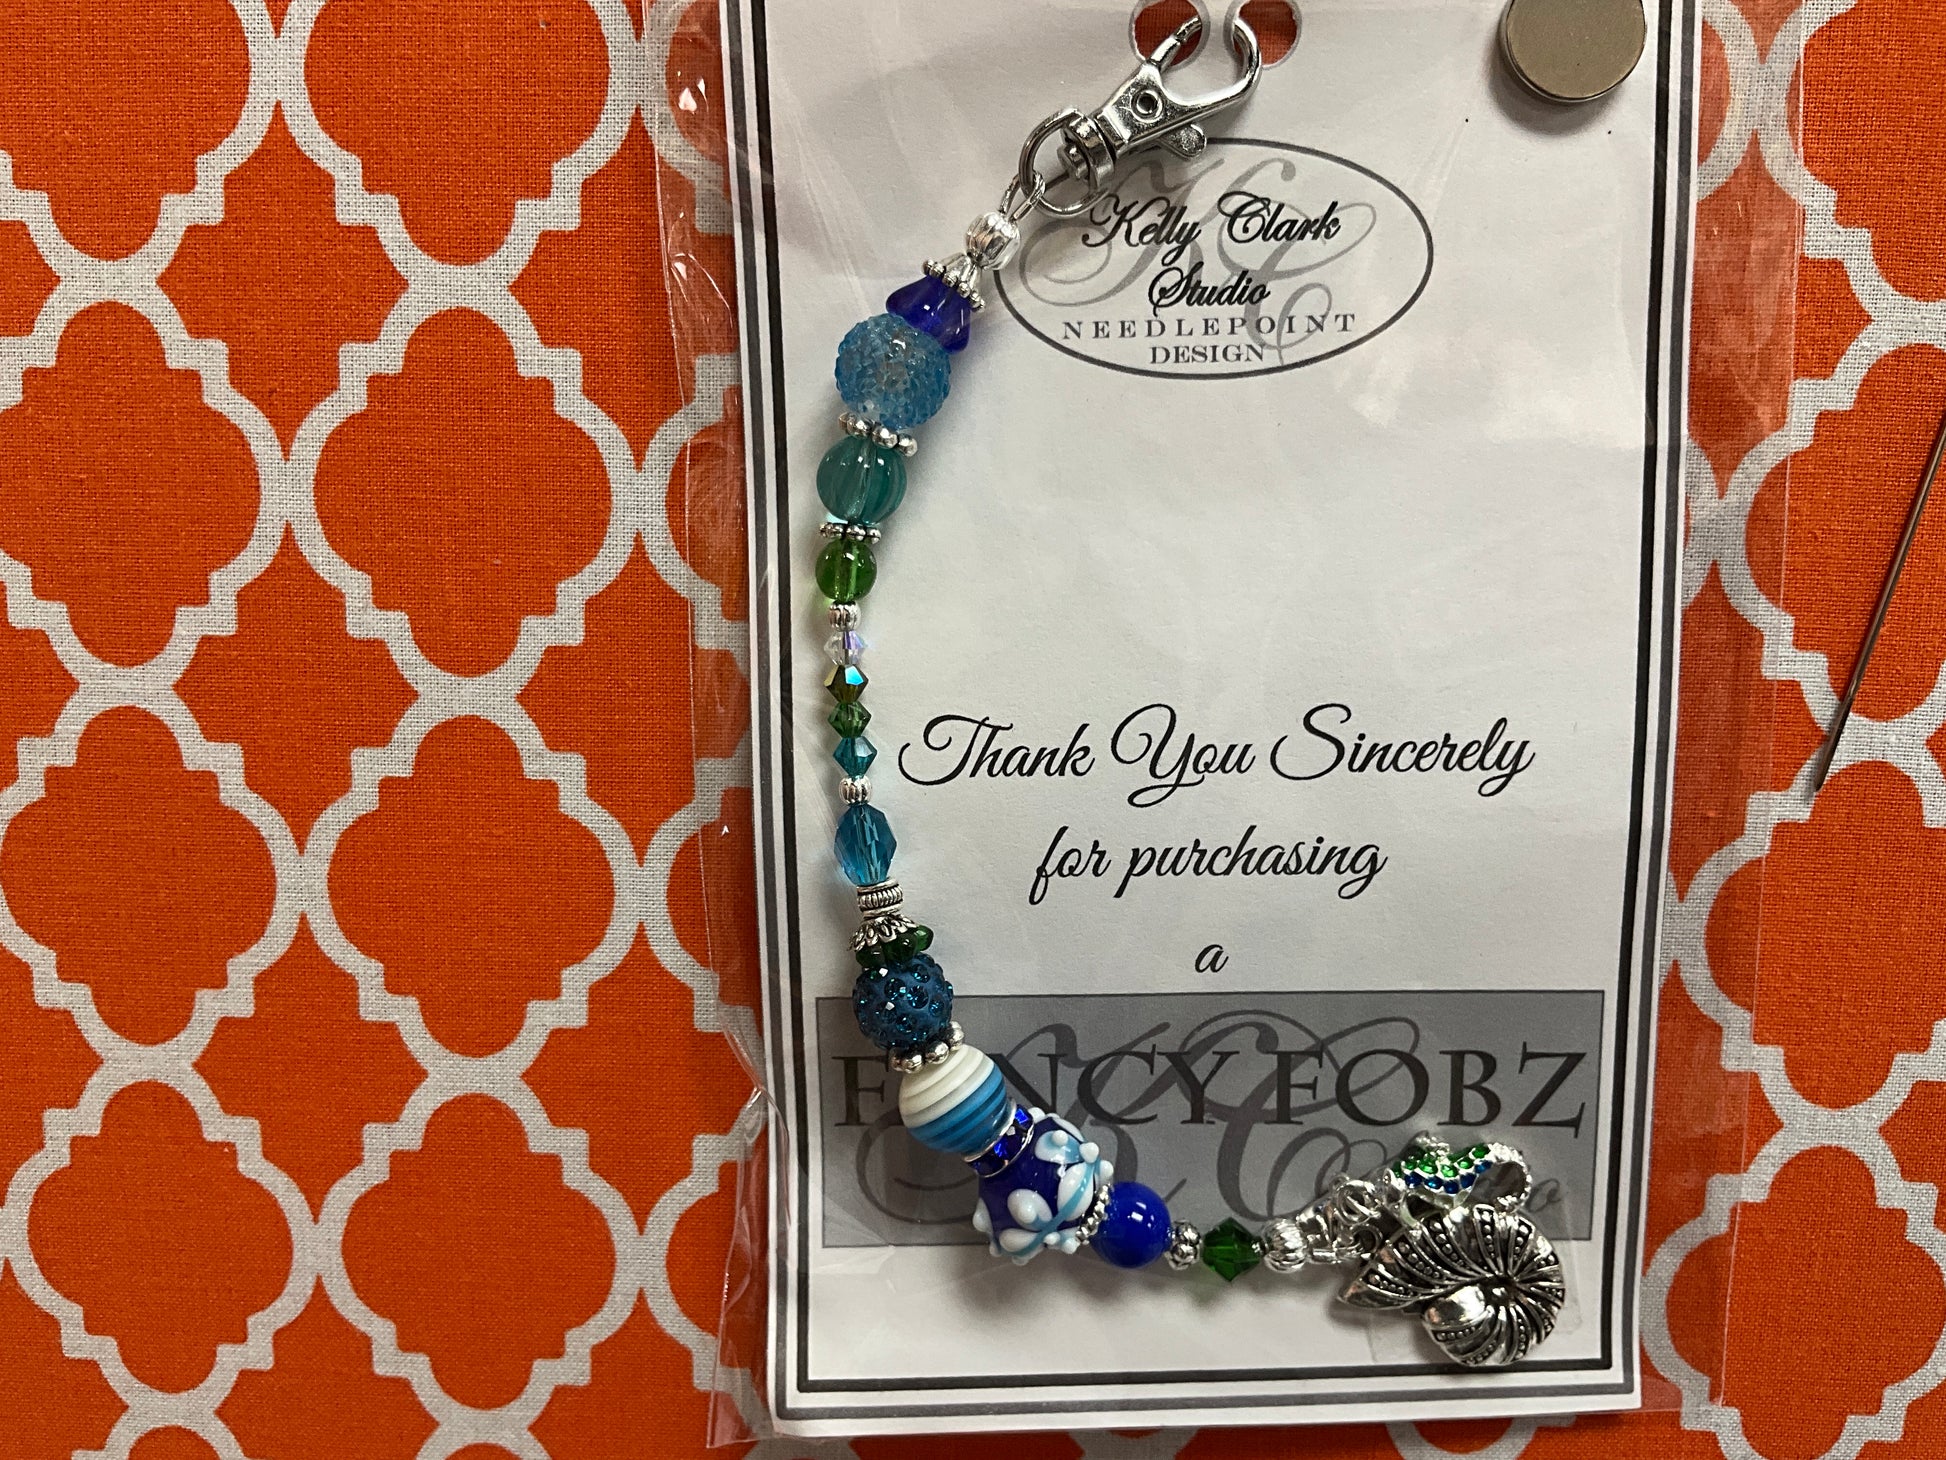 Kelly Clark
Studio
NEEDLEPOINT
DESIGN
Thank You Sincerely
for purchasing
a
FANCY FOBZ